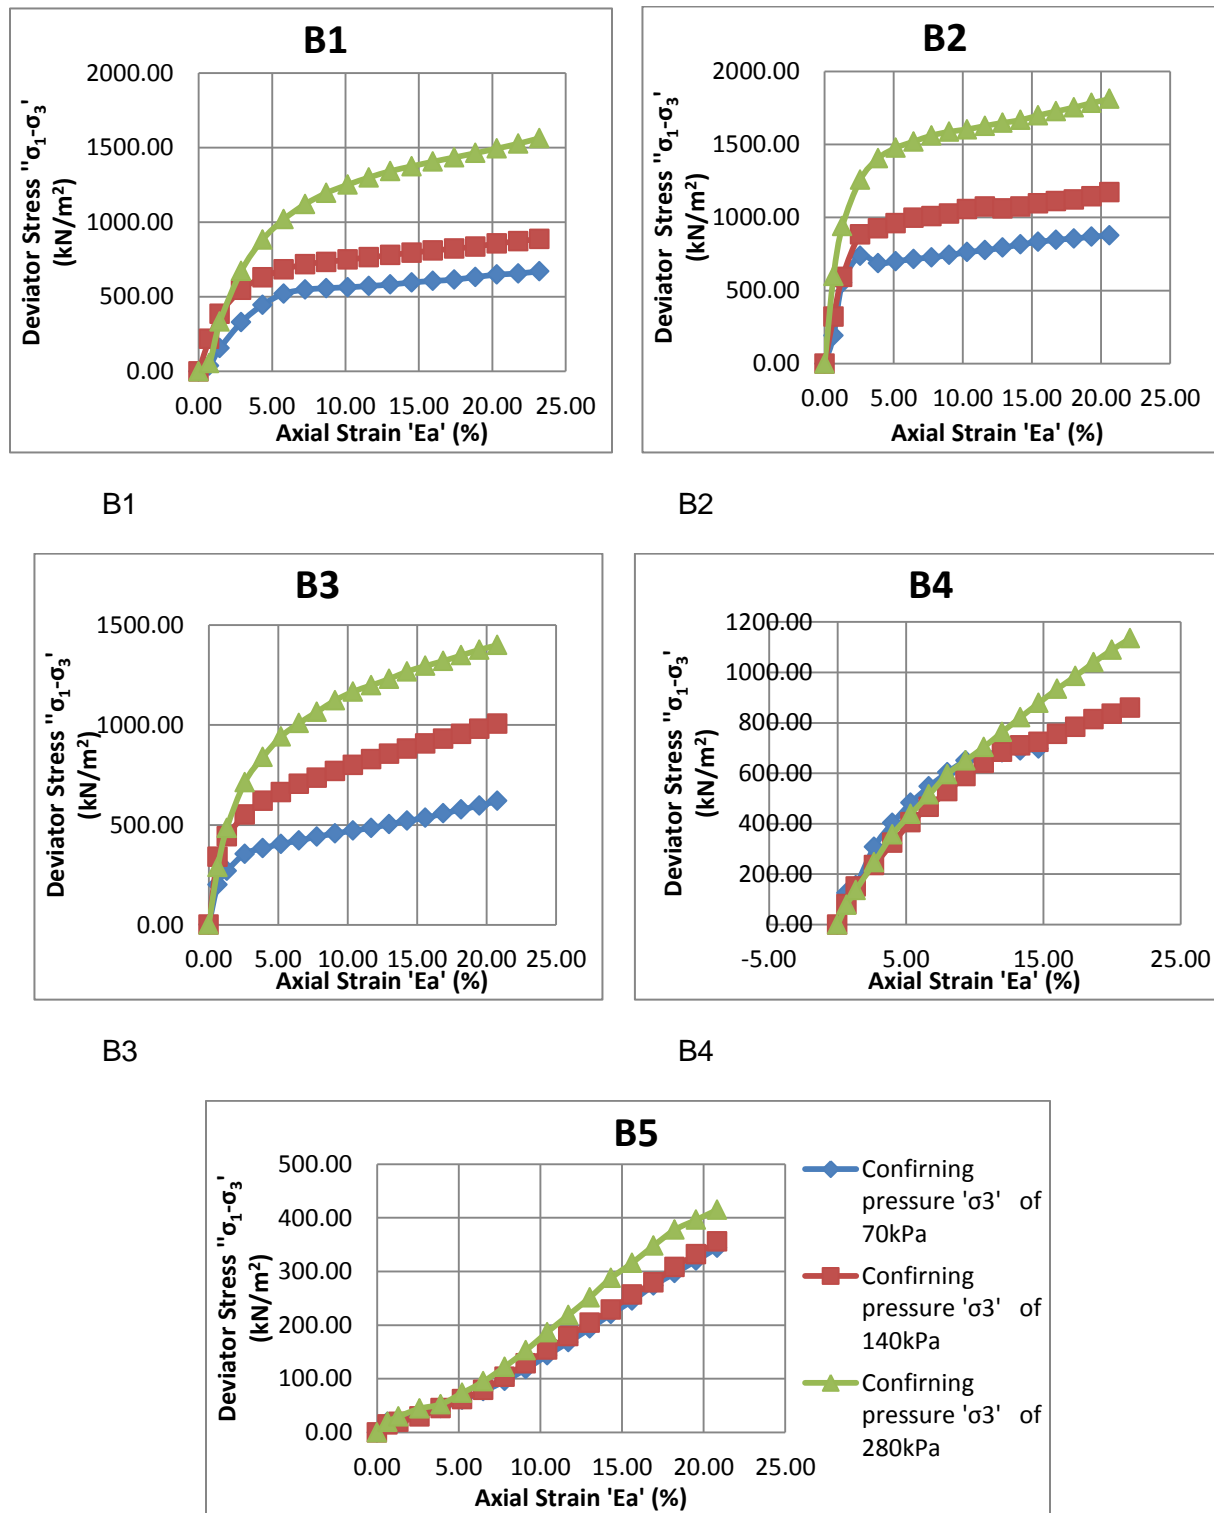 B1
Deviator Stress "σ₁-σ₃'
(kN/m²)
2000.00
1500.00
1000.00
500.00
0.00
0.00 5.00 10.00 15.00 20.00 25.00
Axial Strain 'Ea' (%)
B2
Deviator Stress "σ₁-σ₃'
(kN/m²)
2000.00
1500.00
1000.00
500.00
0.00
0.00 5.00 10.00 15.00 20.00 25.00
Axial Strain 'Ea' (%)
B1
B2
B3
Deviator Stress "σ₁-σ₃'
(kN/m²)
1500.00
1000.00
500.00
0.00
0.00 5.00 10.00 15.00 20.00 25.00
Axial Strain 'Ea' (%)
B4
Deviator Stress "σ₁-σ₃'
(kN/m²)
1200.00
1000.00
800.00
600.00
400.00
200.00
0.00
-5.00 5.00 15.00 25.00
Axial Strain 'Ea' (%)
B3
B4
B5
Deviator Stress "σ₁-σ₃'
(kN/m²)
500.00
400.00
300.00
200.00
100.00
0.00
0.00 5.00 10.00 15.00 20.00 25.00
Axial Strain 'Ea' (%)
Confirning
pressure 'σ3' of
70kPa
Confirning
pressure 'σ3' of
140kPa
Confirning
pressure 'σ3' of
280kPa